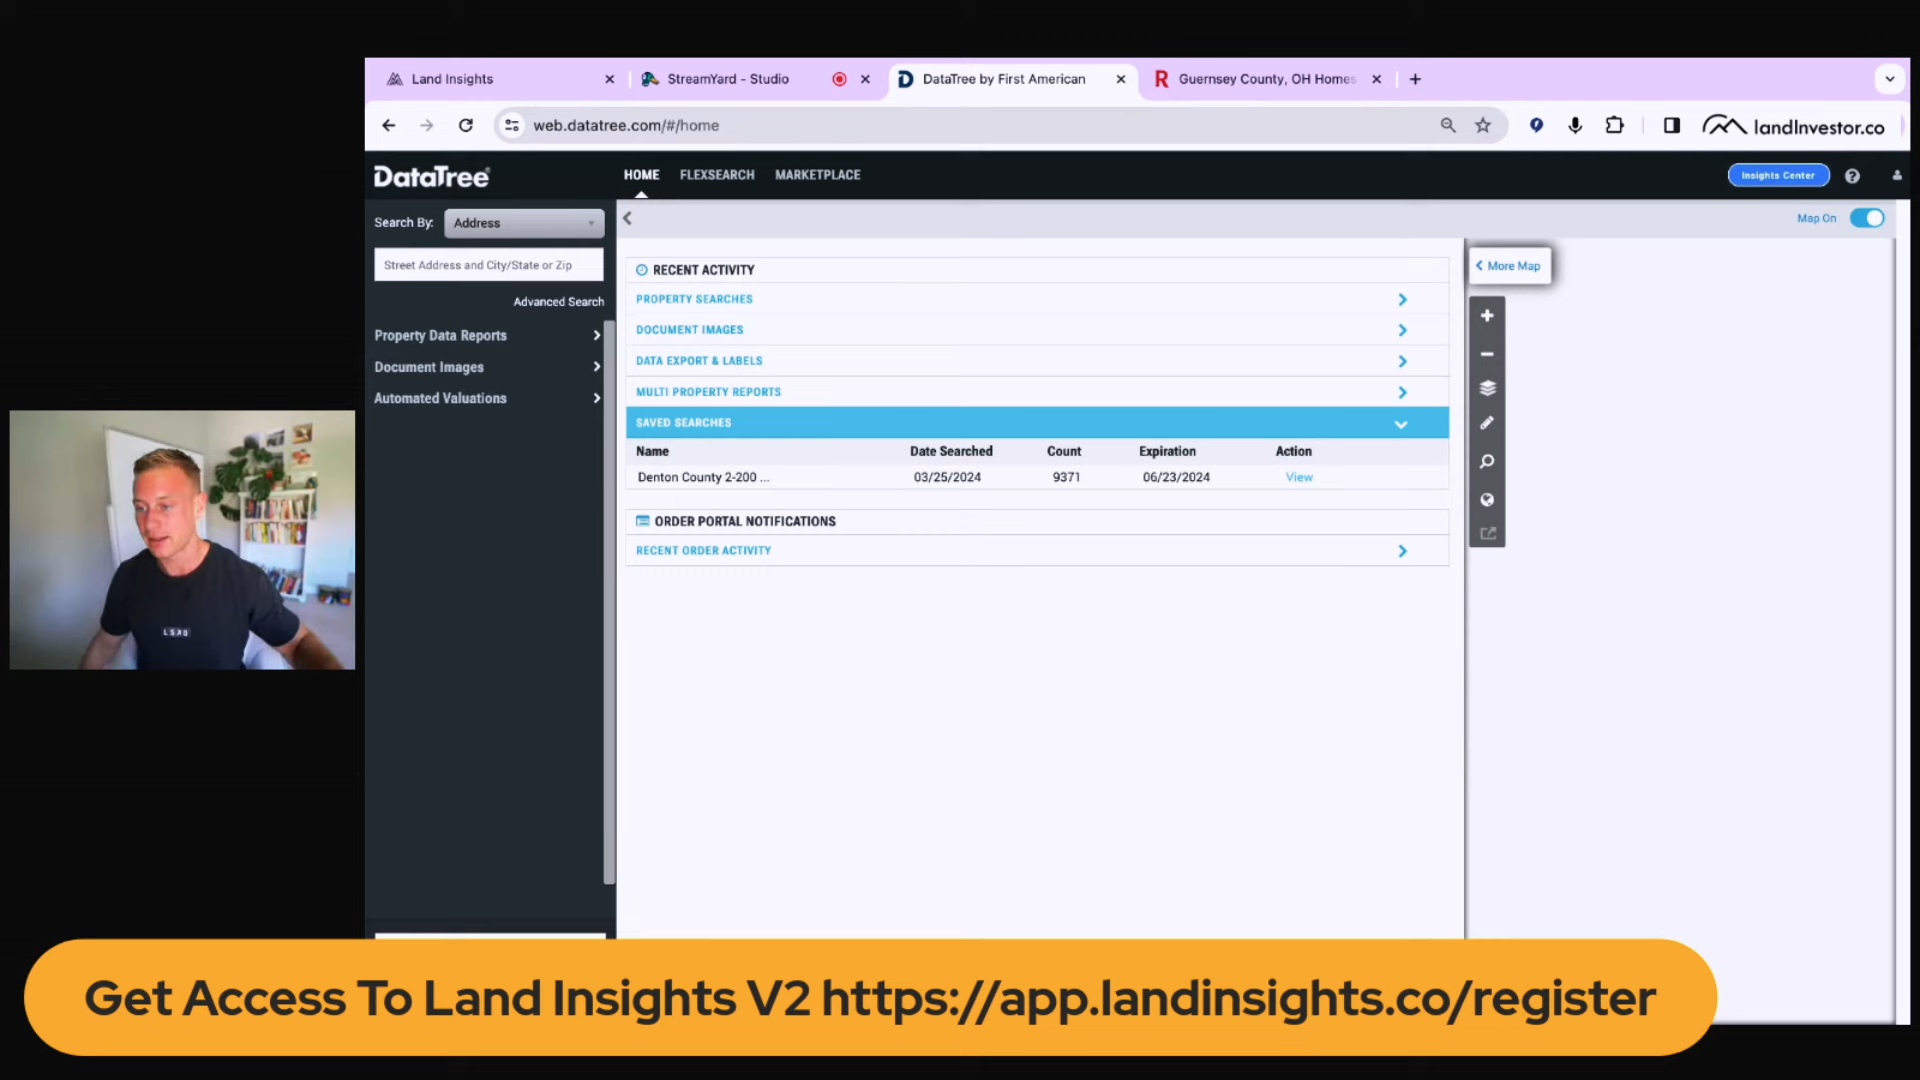 Land Insights
StreamYard - Studio
DataTree by First American
Guernsey County, OH Homes
web.datatree.com/#/home
landInvestor.co
DataTree
HOME
FLEXSEARCH
MARKETPLACE
Insights Center
Search By:
Address
Map On
Street Address and City/State or Zip
Advanced Search
Property Data Reports
Document Images
Automated Valuations
RECENT ACTIVITY
PROPERTY SEARCHES
DOCUMENT IMAGES
DATA EXPORT & LABELS
MULTI PROPERTY REPORTS
SAVED SEARCHES
Name Date Searched Count Expiration Action
Denton County 2-200 ... 03/25/2024 9371 06/23/2024 View
ORDER PORTAL NOTIFICATIONS
RECENT ORDER ACTIVITY
More Map
LSAD
Get Access To Land Insights V2 https://app.landinsights.co/register